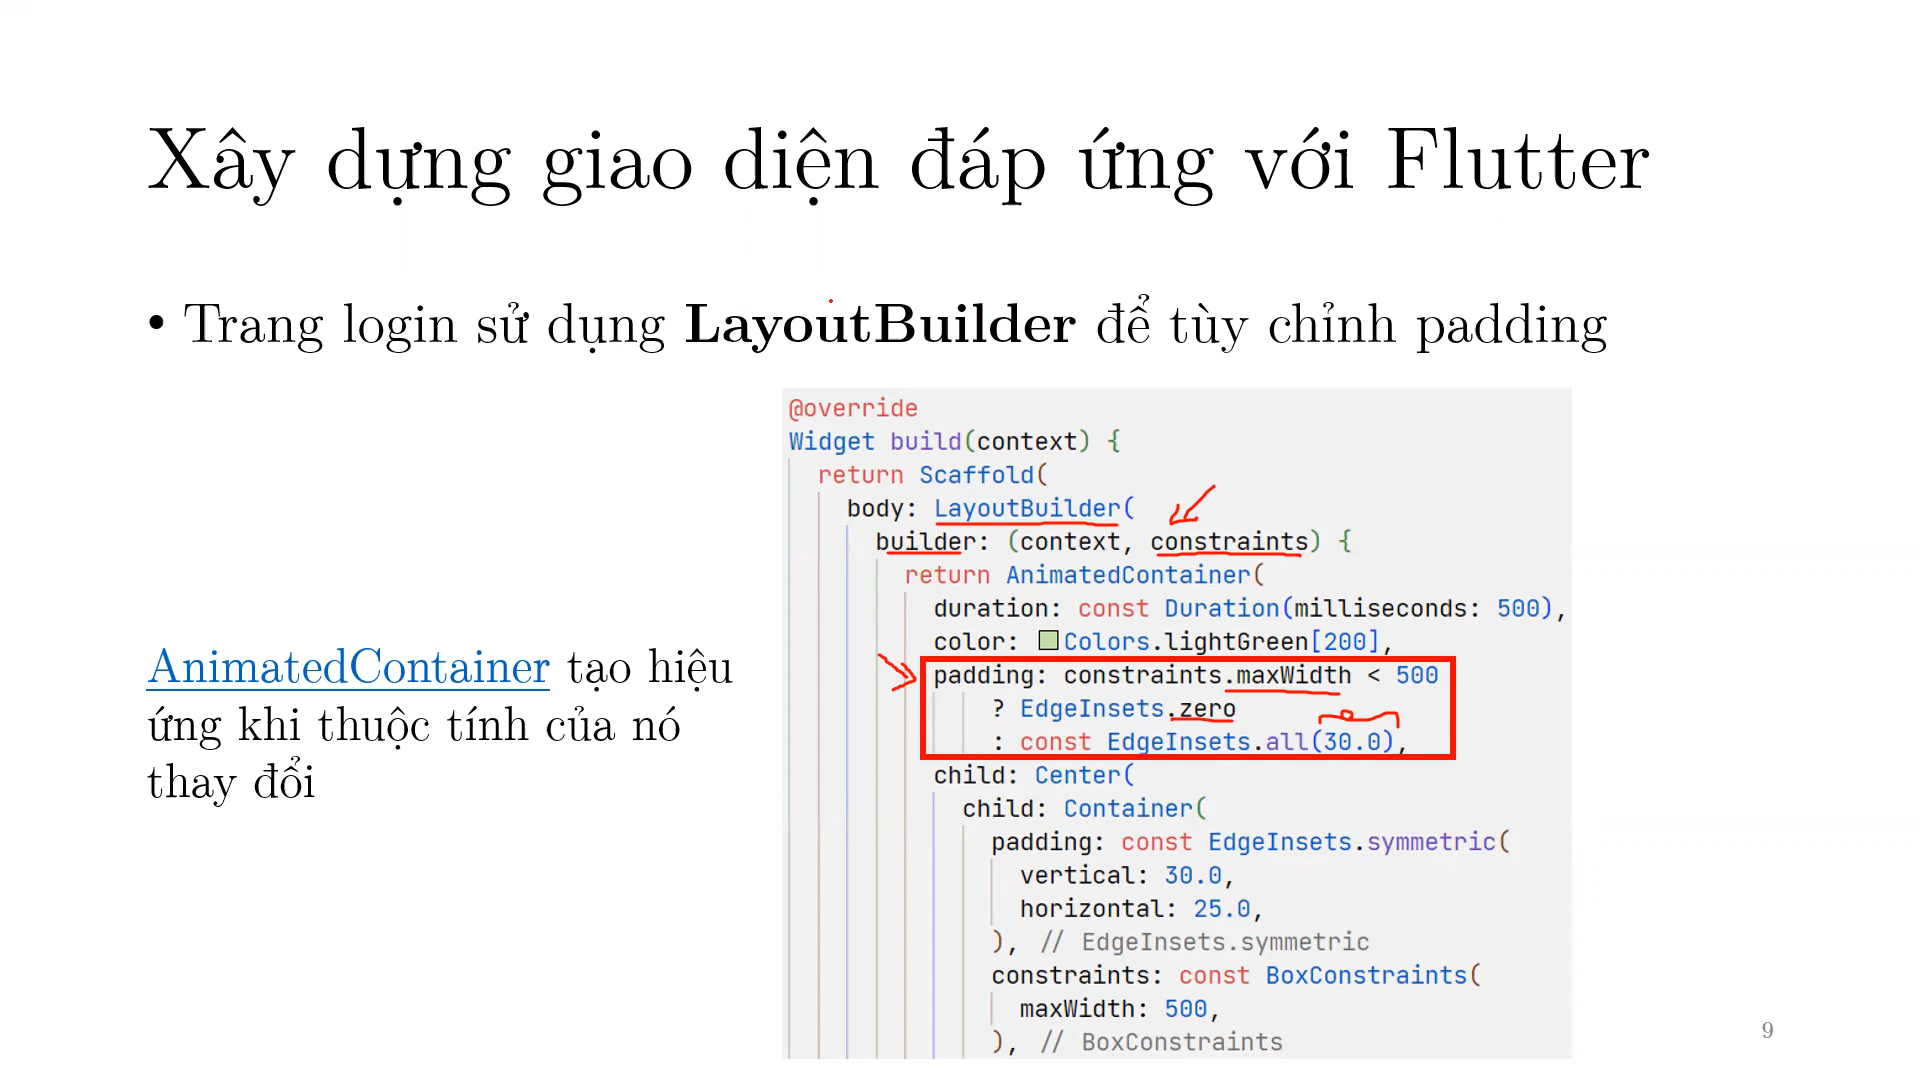 Xây dựng giao diện đáp ứng với Flutter
• Trang login sử dụng LayoutBuilder để tùy chỉnh padding
AnimatedContainer tạo hiệu
ứng khi thuộc tính của nó
thay đổi
@override
Widget build(context) {
return Scaffold(
body: LayoutBuilder(
builder: (context, constraints) {
return AnimatedContainer(
duration: const Duration(milliseconds: 500),
color: Colors.lightGreen[200],
padding: constraints.maxWidth < 500
? EdgeInsets.zero
: const EdgeInsets.all(30.0),
child: Center(
child: Container(
padding: const EdgeInsets.symmetric(
vertical: 30.0,
horizontal: 25.0,
), // EdgeInsets.symmetric
constraints: const BoxConstraints(
maxWidth: 500,
), // BoxConstraints
9